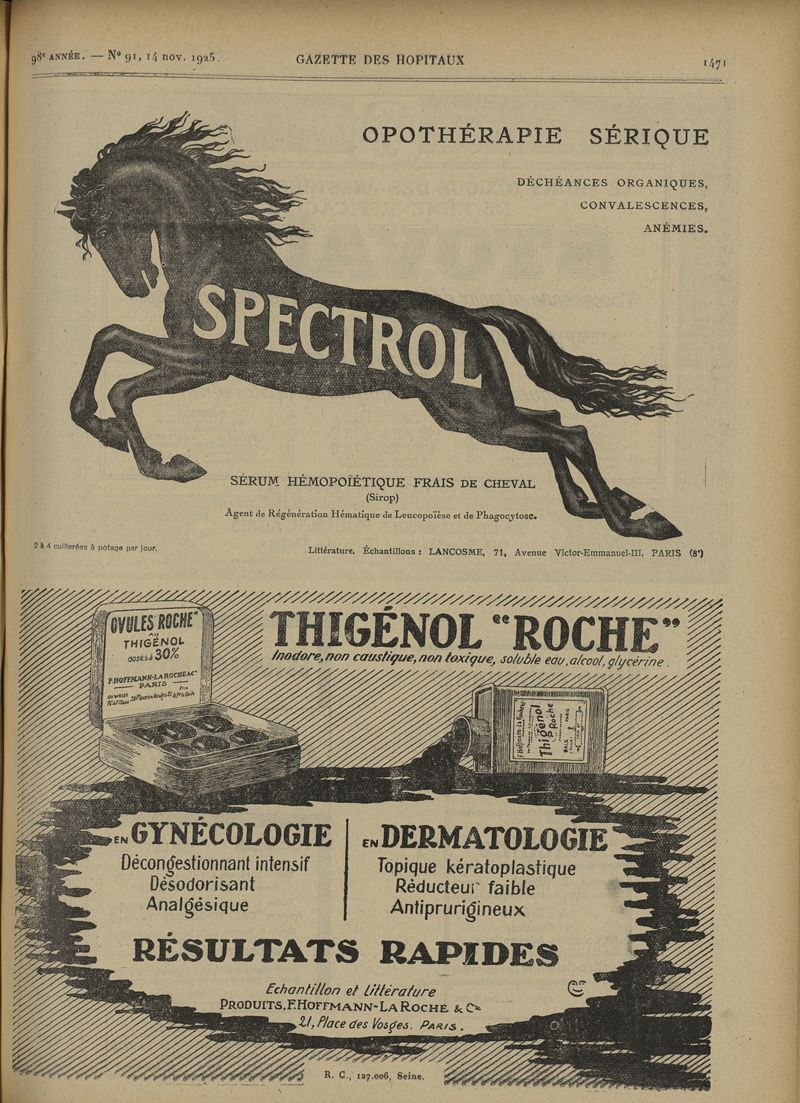 98e ANNÉE. — No 91, 14 nov. 1925.
GAZETTE DES HOPITAUX
1471
OPOTHÉRAPIE SÉRIQUE
DÉCHÉANCES ORGANIQUES,
CONVALESCENCES,
ANÉMIES.
SPECTROL
SÉRUM HÉMOPOÏÉTIQUE FRAIS DE CHEVAL
(Sirop)
Agent de Régénération Hématique de Leucopoïèse et de Phagocytose.
2 à 4 cuillerées à potage par jour.
Littérature. Échantillons : LANCOSME, 71, Avenue Victor-Emmanuel-III, PARIS (8e)
OVULES ROCHE"
AU
THIGÉNOL
dosés à 30%
F. HOFFMANN-LA ROCHE & Cie
PARIS
THIGÉNOL "ROCHE"
Inodore, non caustique, non toxique, soluble eau, alcool, glycérine.
Thigénol
Roche
EN GYNÉCOLOGIE
Décongestionnant intensif
Désodorisant
Analgésique
EN DERMATOLOGIE
Topique kératoplastique
Réducteur faible
Antiprurigineux
RÉSULTATS RAPIDES
Echantillon et Littérature
PRODUITS. F. HOFFMANN-LA ROCHE & Cie
21, Place des Vosges. PARIS.
R. C., 127.006, Seine.